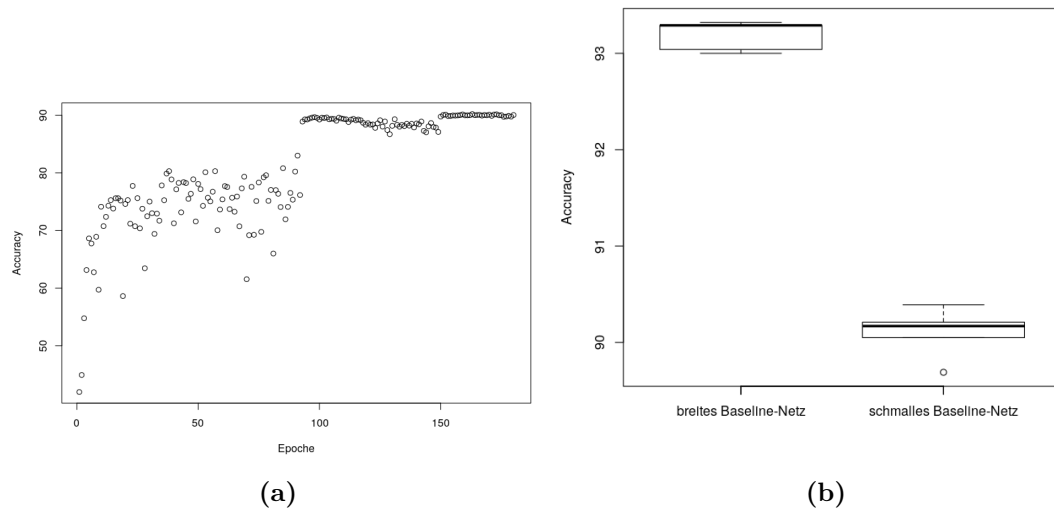 Accuracy
90
80
70
60
50
0
50
100
150
Epoche
(a)
Accuracy
93
92
91
90
breites Baseline-Netz
schmalles Baseline-Netz
(b)